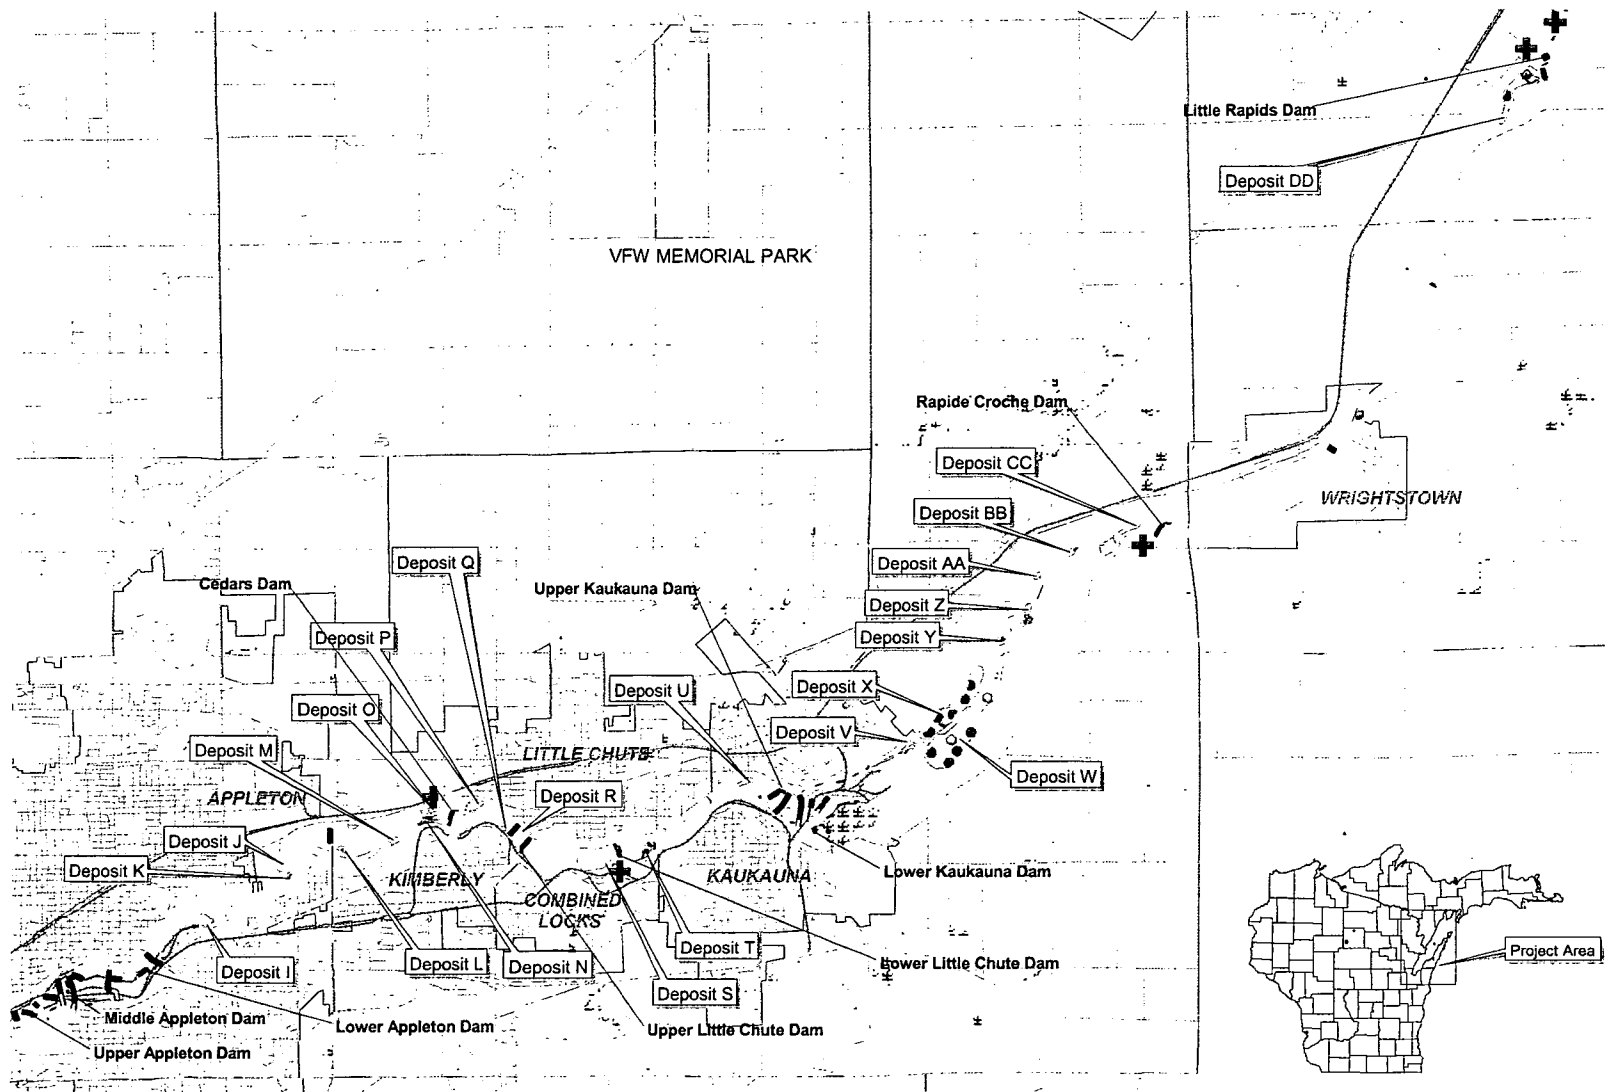 Little Rapids Dam
Deposit DD
VFW MEMORIAL PARK
Rapide Croche Dam
Deposit CC
WRIGHTSTOWN
Deposit BB
Deposit Q
Deposit AA
Cedars Dam
Upper Kaukauna Dam
Deposit Z
Deposit P
Deposit Y
Deposit U
Deposit X
Deposit O
Deposit V
Deposit M
LITTLE CHUTE
Deposit W
APPLETON
Deposit R
Deposit J
Deposit K
KIMBERLY
KAUKAUNA
Lower Kaukauna Dam
COMBINED
LOCKS
Deposit T
Project Area
Deposit I
Deposit L
Deposit N
Lower Little Chute Dam
Deposit S
Middle Appleton Dam
Lower Appleton Dam
Upper Little Chute Dam
Upper Appleton Dam